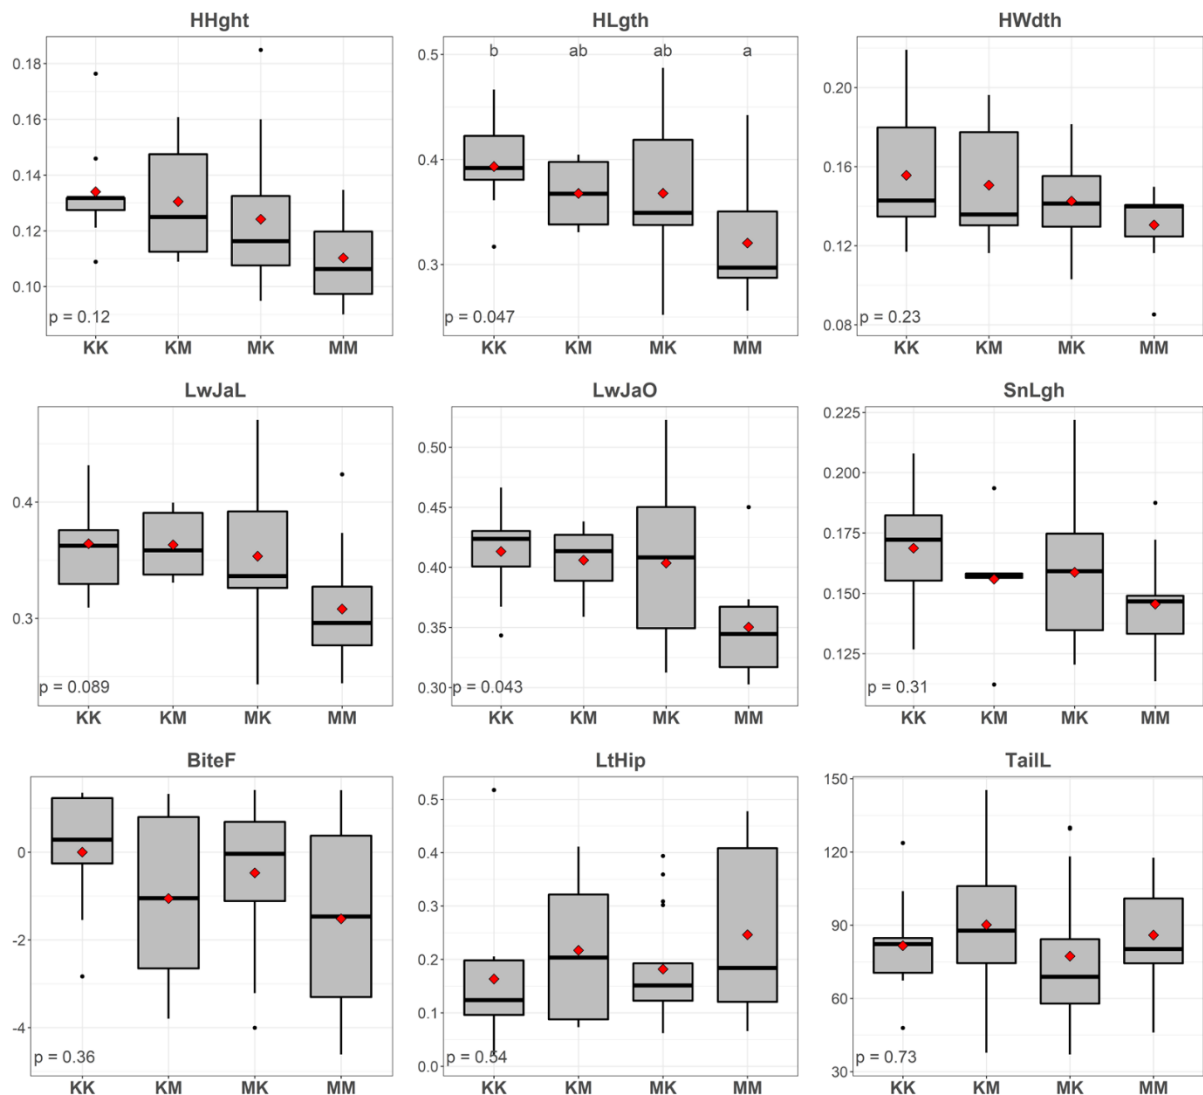 HHght
0.18
0.16
0.14
0.12
0.10
p = 0.12
KK KM MK MM
HLgth
b ab ab a
0.5
0.4
0.3
p = 0.047
KK KM MK MM
HWdth
0.20
0.16
0.12
0.08
p = 0.23
KK KM MK MM
LwJaL
0.4
0.3
p = 0.089
KK KM MK MM
LwJaO
0.50
0.45
0.40
0.35
0.30
p = 0.043
KK KM MK MM
SnLgh
0.225
0.200
0.175
0.150
0.125
p = 0.31
KK KM MK MM
BiteF
0
-2
-4
p = 0.36
KK KM MK MM
LtHip
0.5
0.4
0.3
0.2
0.1
0.0
p = 0.54
KK KM MK MM
TailL
150
120
90
60
30
p = 0.73
KK KM MK MM